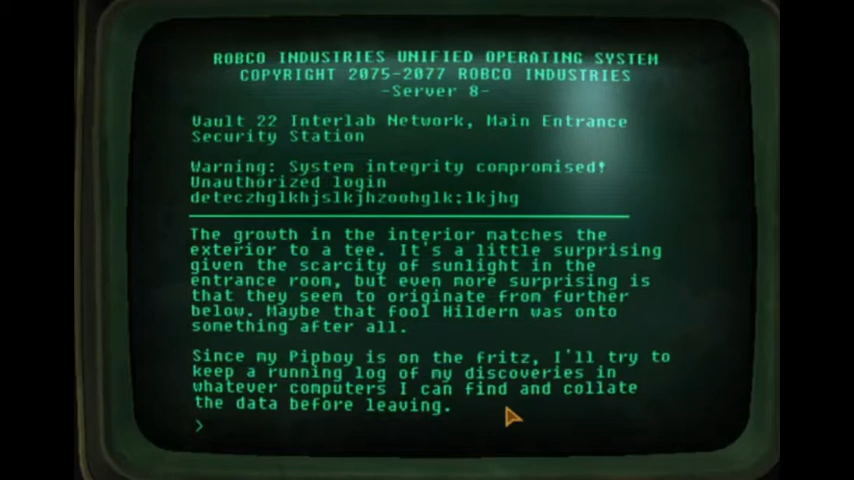 ROBCO INDUSTRIES UNIFIED OPERATING SYSTEM
COPYRIGHT 2075-2077 ROBCO INDUSTRIES
-Server 8-
Vault 22 Interlab Network, Main Entrance
Security Station
Warning: System integrity compromised!
Unauthorized login
deteczhglkhjslkjhzoohglk;lkjhg
The growth in the interior matches the
exterior to a tee. It's a little surprising
given the scarcity of sunlight in the
entrance room, but even more surprising is
that they seem to originate from further
below. Maybe that fool Hildern was onto
something after all.
Since my Pipboy is on the fritz, I'll try to
keep a running log of my discoveries in
whatever computers I can find and collate
the data before leaving.
>